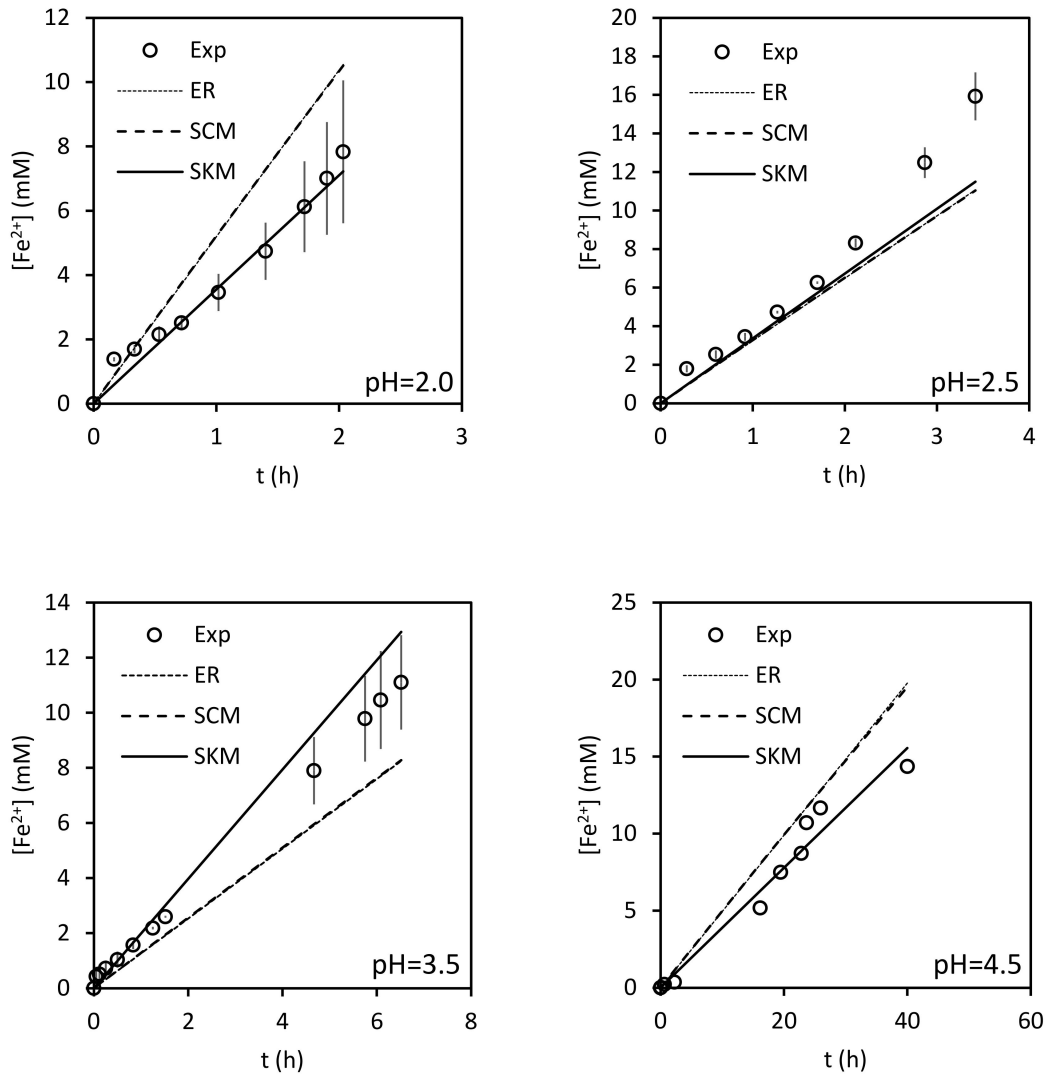 12
10
8
6
4
2
0
[Fe²⁺] (mM)
Exp
ER
SCM
SKM
pH=2.0
0 1 2 3
t (h)
20
18
16
14
12
10
8
6
4
2
0
[Fe²⁺] (mM)
Exp
ER
SCM
SKM
pH=2.5
0 1 2 3 4
t (h)
14
12
10
8
6
4
2
0
[Fe²⁺] (mM)
Exp
ER
SCM
SKM
pH=3.5
0 2 4 6 8
t (h)
25
20
15
10
5
0
[Fe²⁺] (mM)
Exp
ER
SCM
SKM
pH=4.5
0 20 40 60
t (h)